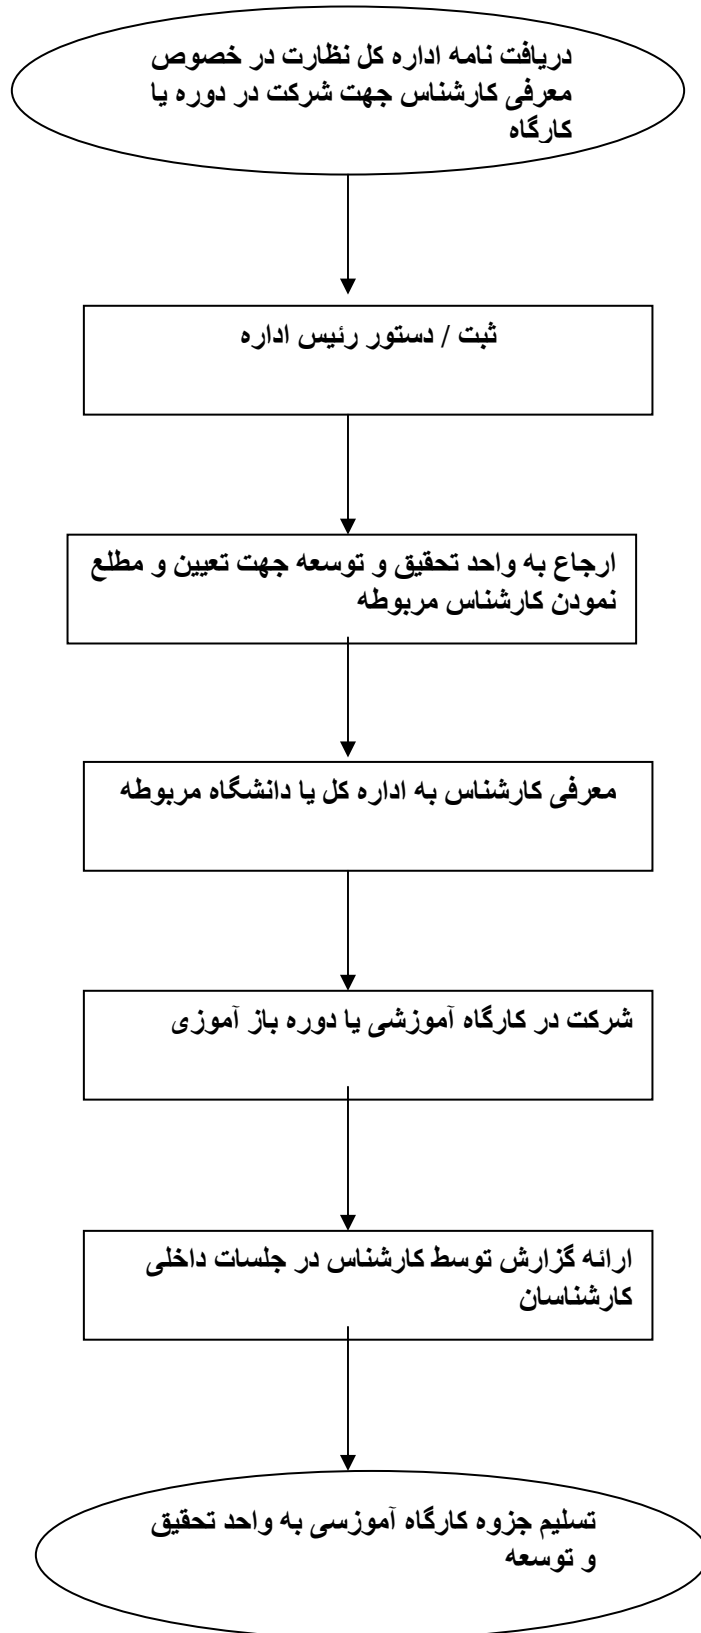 دریافت نامه اداره کل نظارت در خصوص
معرفی کارشناس جهت شرکت در دوره یا
کارگاه
ثبت / دستور رئیس اداره
ارجاع به واحد تحقیق و توسعه جهت تعیین و مطلع
نمودن کارشناس مربوطه
معرفی کارشناس به اداره کل یا دانشگاه مربوطه
شرکت در کارگاه آموزشی یا دوره باز آموزی
ارائه گزارش توسط کارشناس در جلسات داخلی
کارشناسان
تسلیم جزوه کارگاه آموزسی به واحد تحقیق
و توسعه